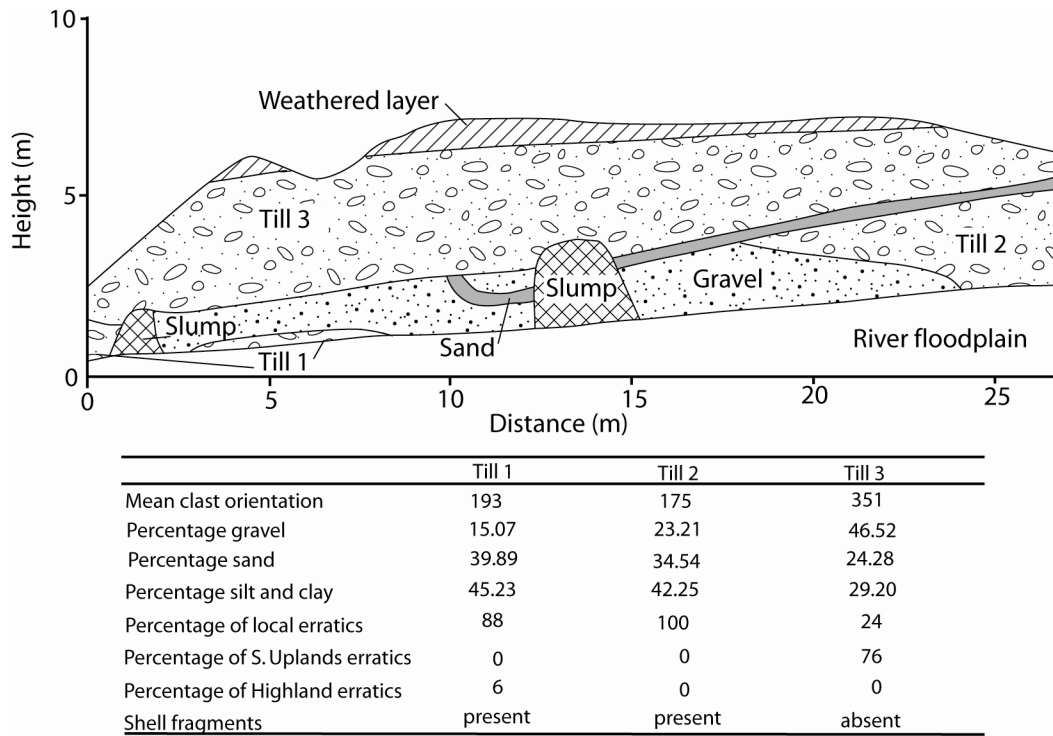 10
Weathered layer
Height (m)
5
Till 3
Till 2
Slump
Gravel
Slump
Sand
Till 1
River floodplain
0
0 5 10 15 20 25
Distance (m)
Till 1 Till 2 Till 3
Mean clast orientation 193 175 351
Percentage gravel 15.07 23.21 46.52
Percentage sand 39.89 34.54 24.28
Percentage silt and clay 45.23 42.25 29.20
Percentage of local erratics 88 100 24
Percentage of S. Uplands erratics 0 0 76
Percentage of Highland erratics 6 0 0
Shell fragments present present absent